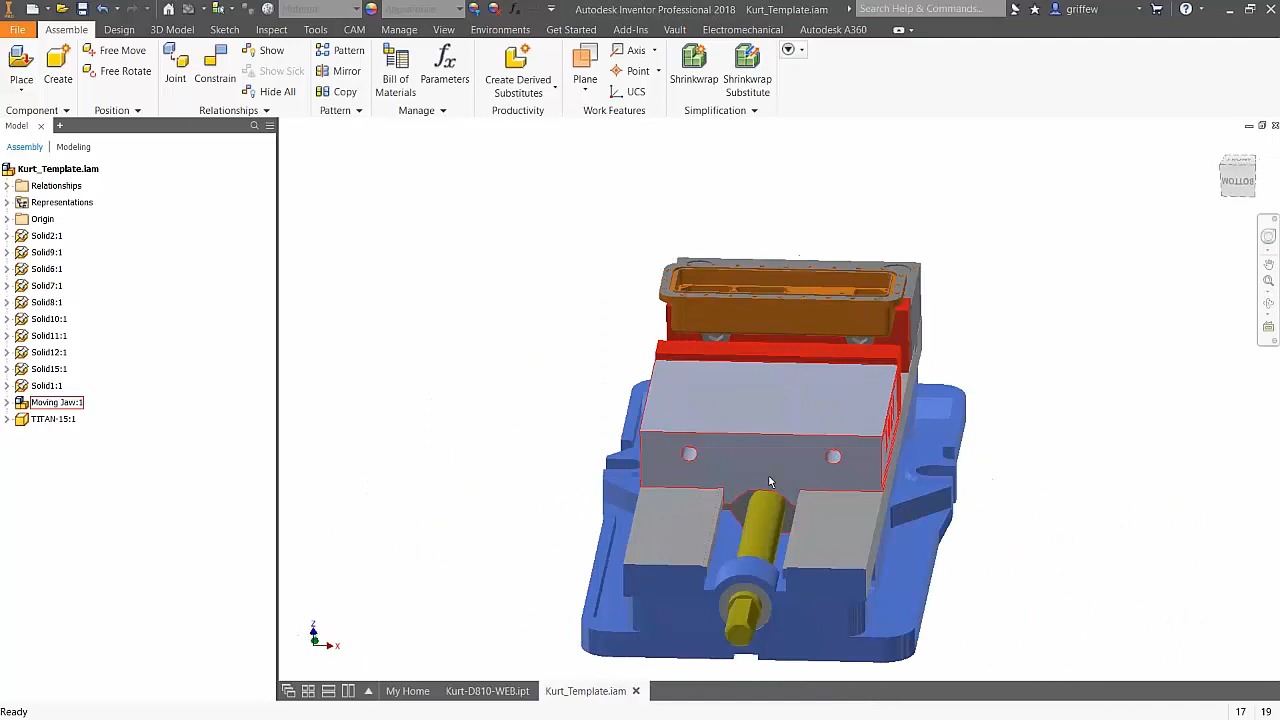 Material
Appearance
Autodesk Inventor Professional 2018
Kurt_Template.iam
Search Help & Commands...
griffew
File
Assemble
Design
3D Model
Sketch
Inspect
Tools
CAM
Manage
View
Environments
Get Started
Add-Ins
Vault
Electromechanical
Autodesk A360
Place
Create
Free Move
Free Rotate
Joint
Constrain
Show
Show Sick
Hide All
Pattern
Mirror
Copy
Bill of
Materials
fx
Parameters
Create Derived
Substitutes
Plane
Axis
Point
UCS
Shrinkwrap
Shrinkwrap
Substitute
Component
Position
Relationships
Pattern
Manage
Productivity
Work Features
Simplification
Model
Assembly
Modeling
Kurt_Template.iam
Relationships
Representations
Origin
Solid2:1
Solid9:1
Solid6:1
Solid7:1
Solid8:1
Solid10:1
Solid11:1
Solid12:1
Solid15:1
Solid1:1
Moving Jaw:1
TITAN-15:1
FRONT
BOTTOM
Z
X
My Home
Kurt-D810-WEB.ipt
Kurt_Template.iam
Ready
17
19